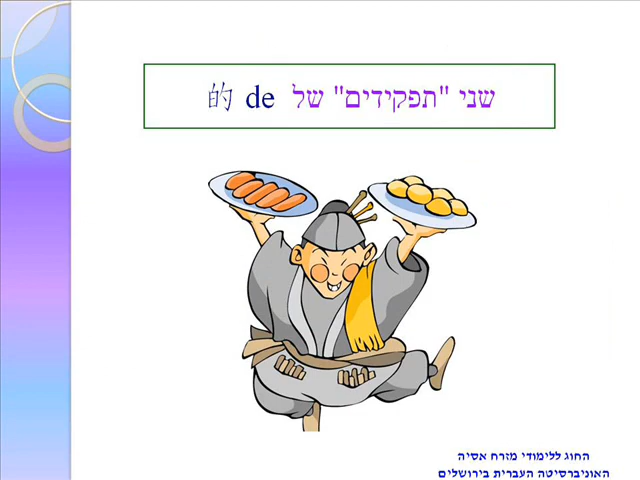 שני "תפקידים" של de 的
החוג ללימודי מזרח אסיה
האוניברסיטה העברית בירושלים